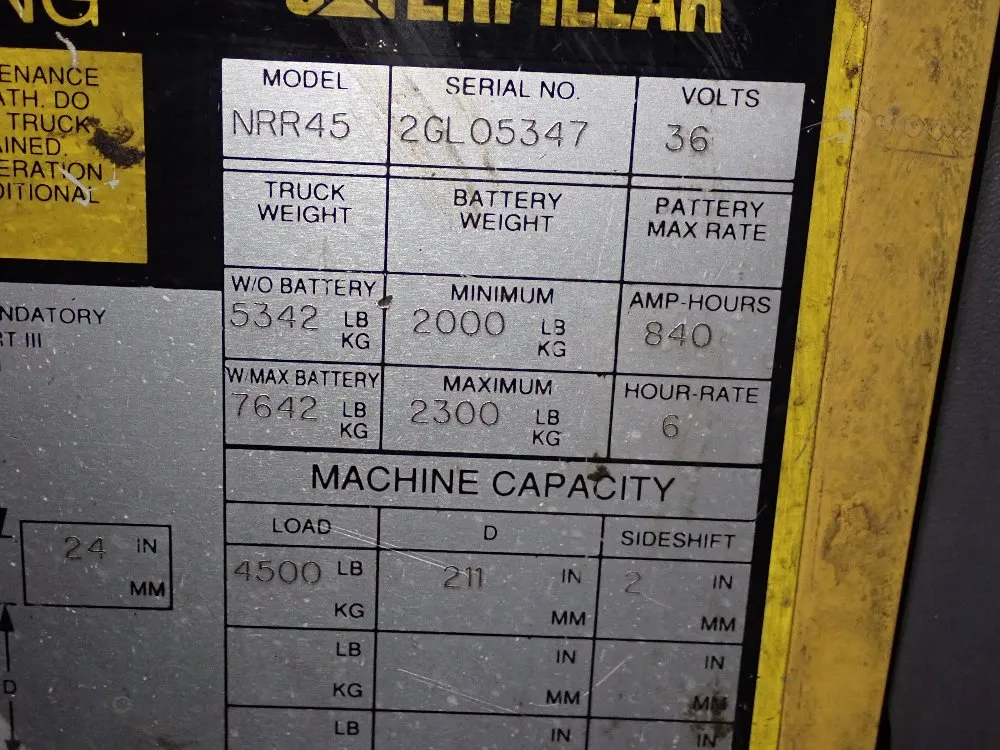 NG
CATERPILLAR
ENANCE
ATH. DO
TRUCK
AINED.
ERATION
DITIONAL
NDATORY
RT III
24 IN
MM
D
MODEL
NRR45
SERIAL NO.
2GL05347
VOLTS
36
TRUCK
WEIGHT
BATTERY
WEIGHT
BATTERY
MAX RATE
W/O BATTERY
5342 LB
KG
MINIMUM
2000 LB
KG
AMP-HOURS
840
W/MAX BATTERY
7642 LB
KG
MAXIMUM
2300 LB
KG
HOUR-RATE
6
MACHINE CAPACITY
LOAD D SIDESHIFT
4500 LB 211 IN 2 IN
KG MM MM
LB IN IN
KG MM MM
LB IN IN